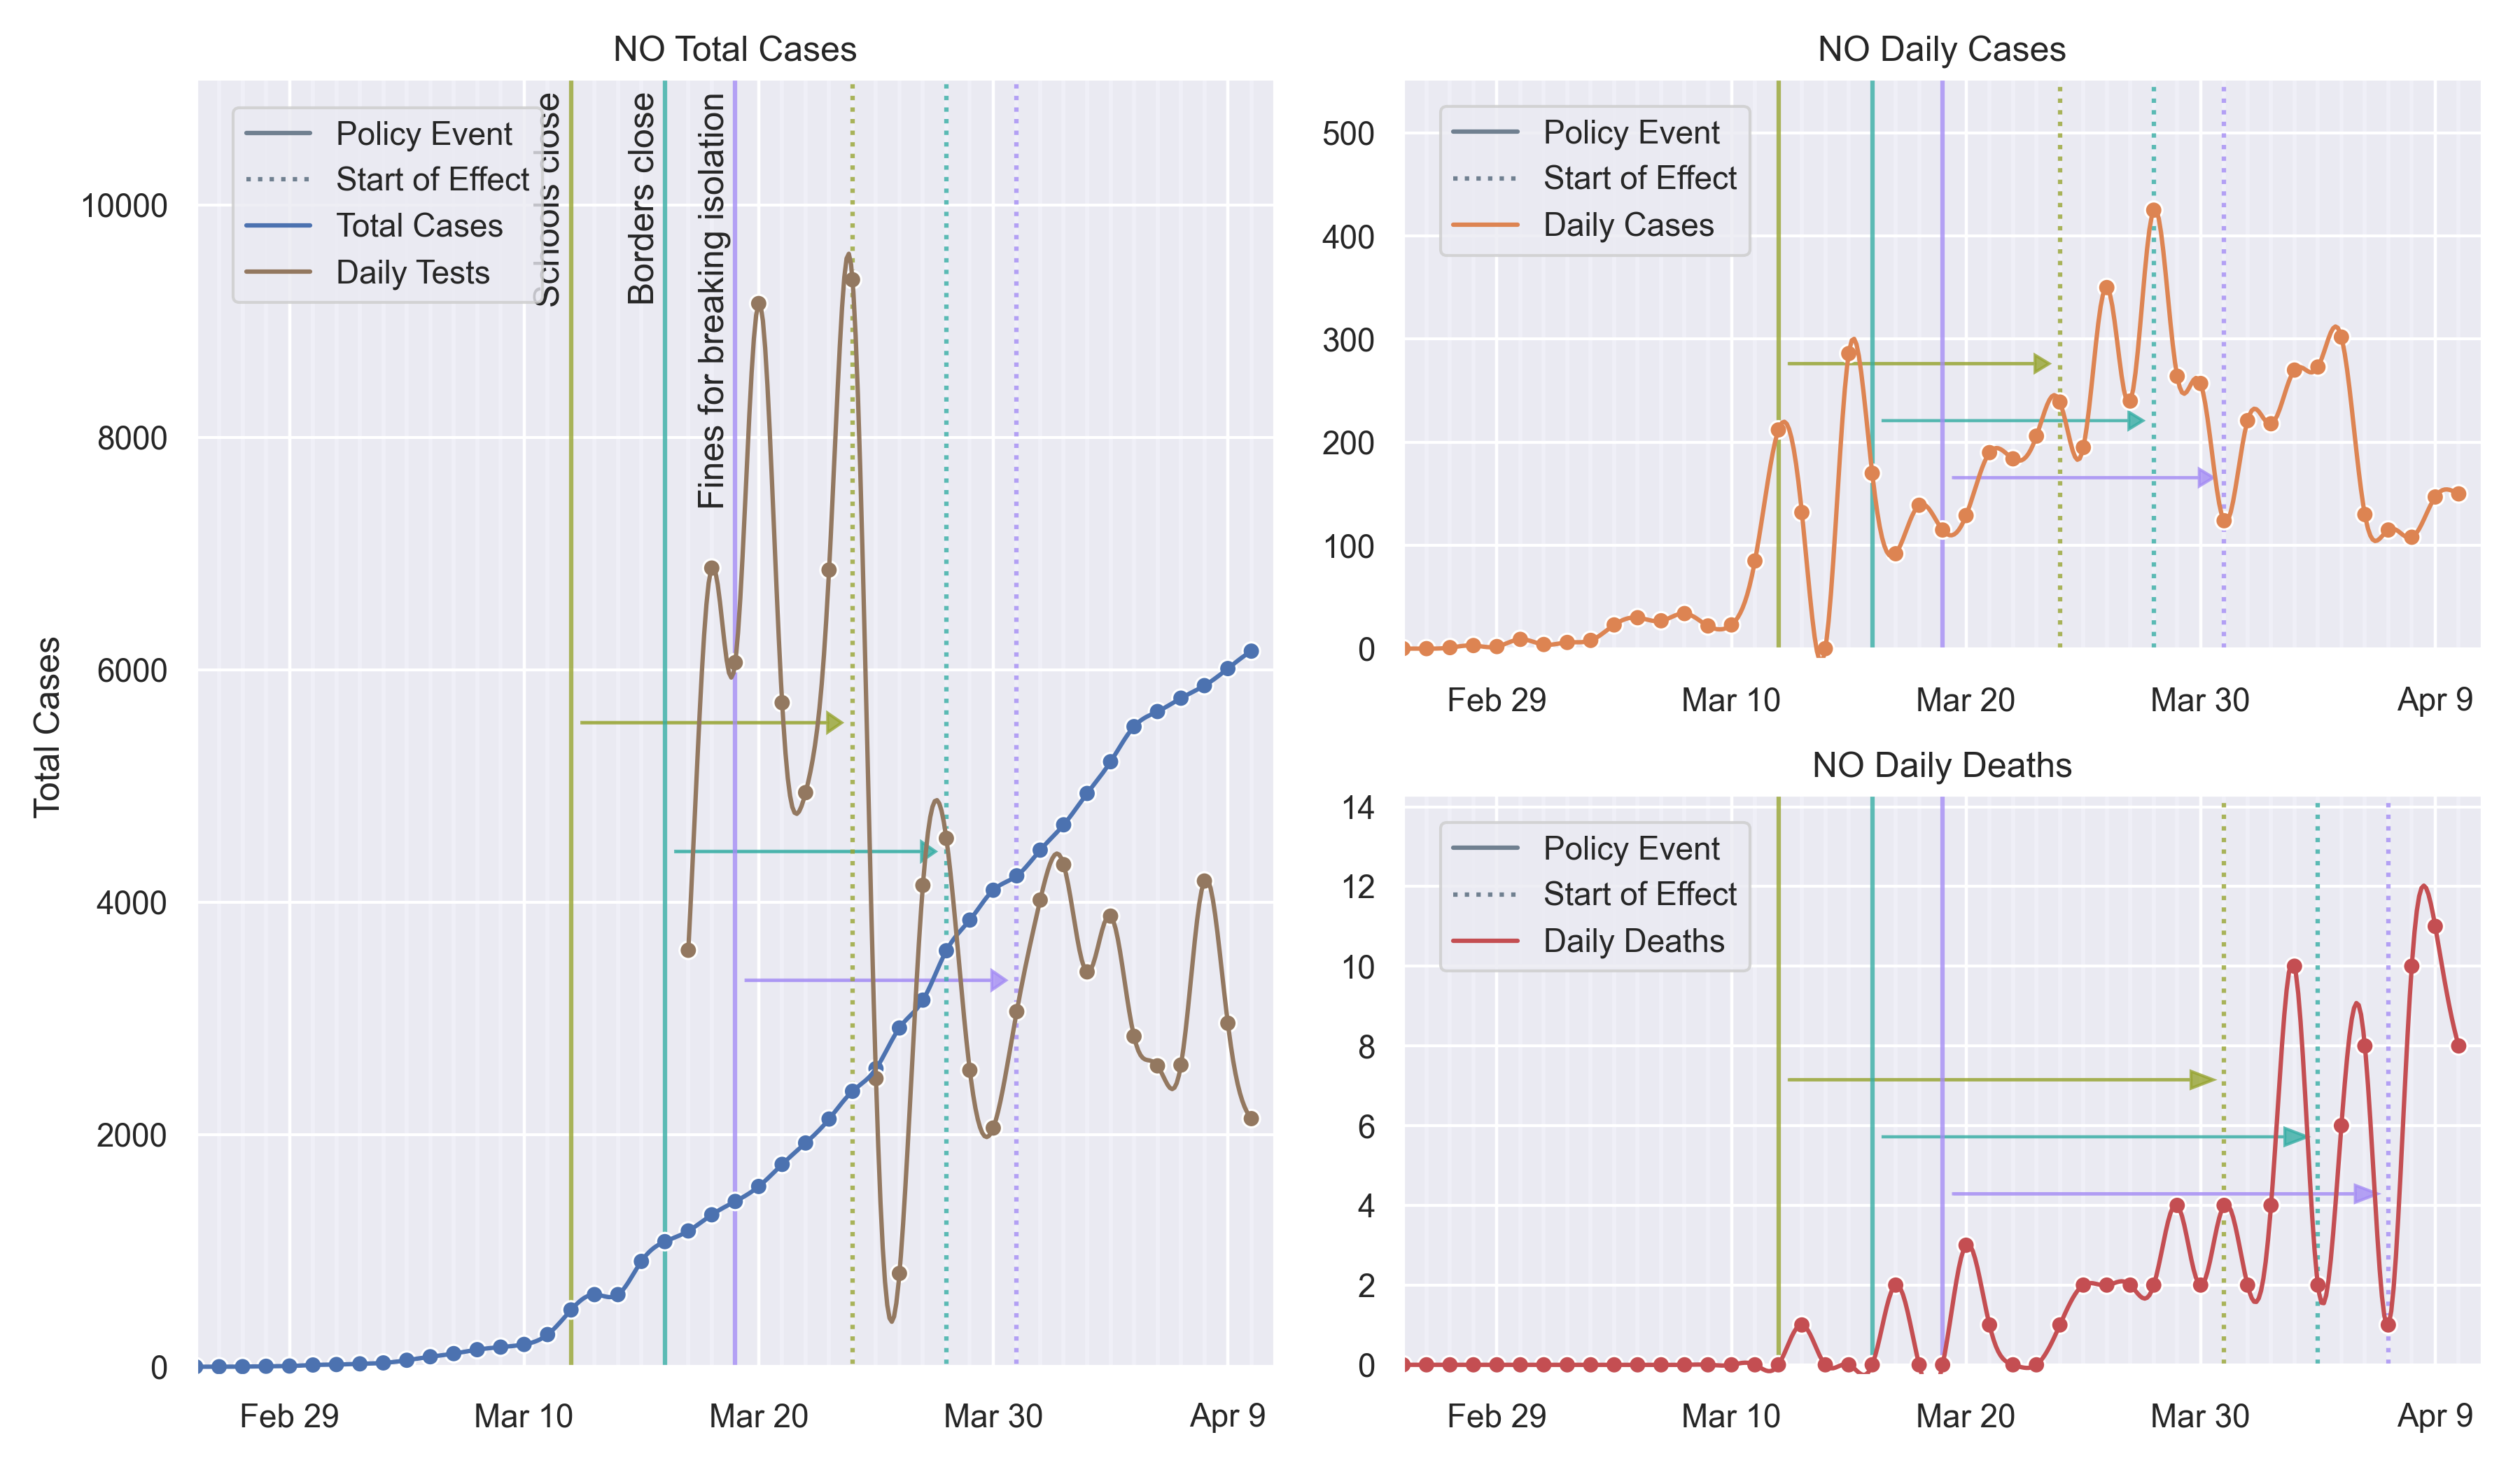 NO Total Cases
Policy Event
Start of Effect
Total Cases
Daily Tests
Schools close
Borders close
Fines for breaking isolation
Total Cases
10000
8000
6000
4000
2000
0
Feb 29
Mar 10
Mar 20
Mar 30
Apr 9
NO Daily Cases
Policy Event
Start of Effect
Daily Cases
500
400
300
200
100
0
Feb 29
Mar 10
Mar 20
Mar 30
Apr 9
NO Daily Deaths
Policy Event
Start of Effect
Daily Deaths
14
12
10
8
6
4
2
0
Feb 29
Mar 10
Mar 20
Mar 30
Apr 9